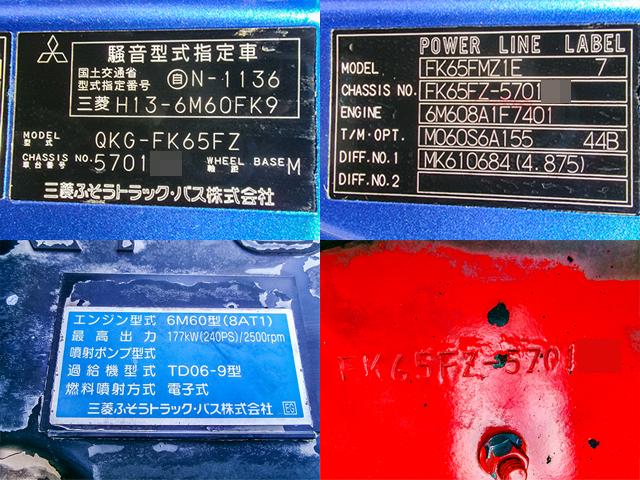 騒音型式指定車
国土交通省
型式指定番号 自N-1136
三菱 H13-6M60FK9
MODEL
型式 QKG-FK65FZ
CHASSIS NO.
車台番号 5701
WHEEL BASE
軸距 M
三菱ふそうトラック・バス株式会社
POWER LINE LABEL
MODEL FK65FMZ1E 7
CHASSIS NO. FK65FZ-5701
ENGINE 6M608A1F7401
T/M・OPT. M060S6A155 44B
DIFF.NO.1 MK610684(4.875)
DIFF.NO.2
エンジン型式 6M60型(8AT1)
最高出力 177kW(240PS)/2500rpm
噴射ポンプ型式
過給機型式 TD06-9型
燃料噴射方式 電子式
三菱ふそうトラック・バス株式会社
FK65FZ-5701